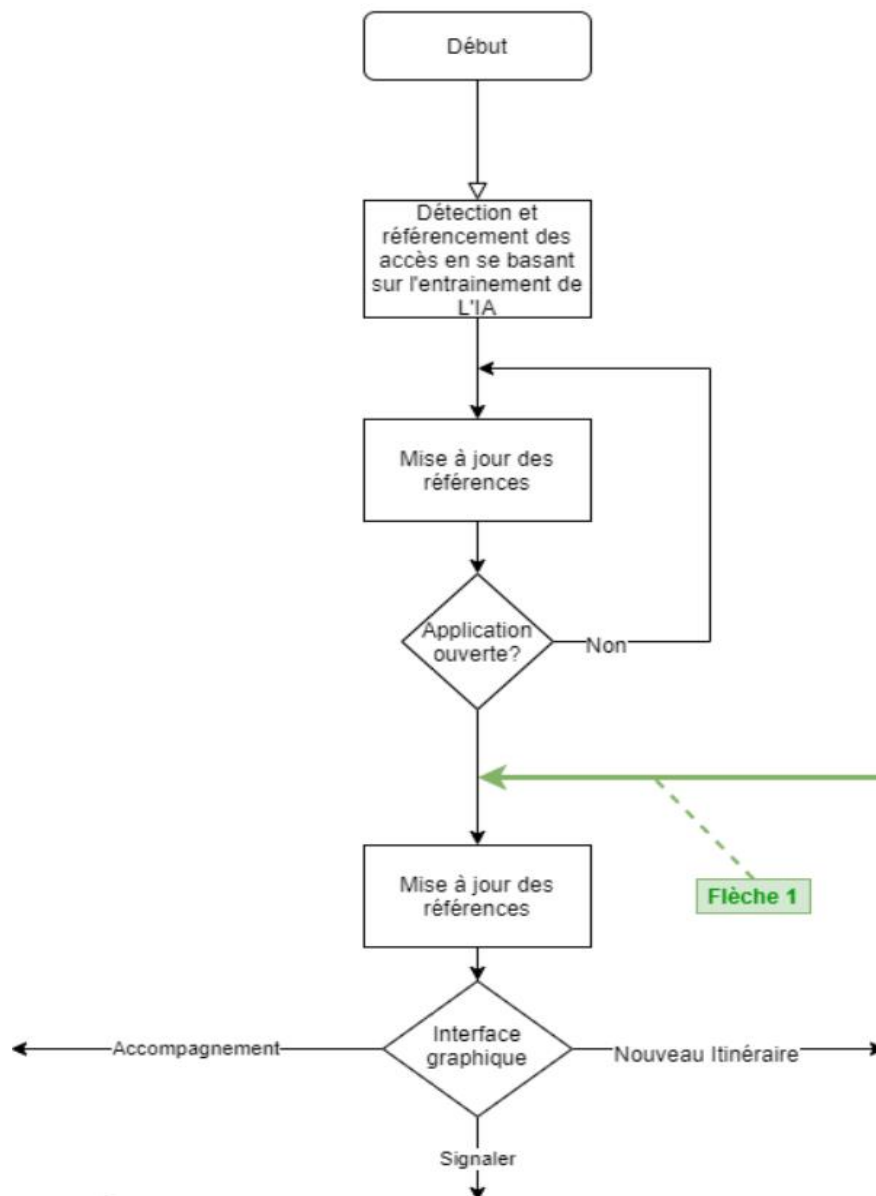 Début
Détection et
référencement des
accès en se basant
sur l'entrainement de
L'IA
Mise à jour des
références
Application
ouverte?
Non
Flèche 1
Mise à jour des
références
Accompagnement
Interface
graphique
Nouveau Itinéraire
Signaler